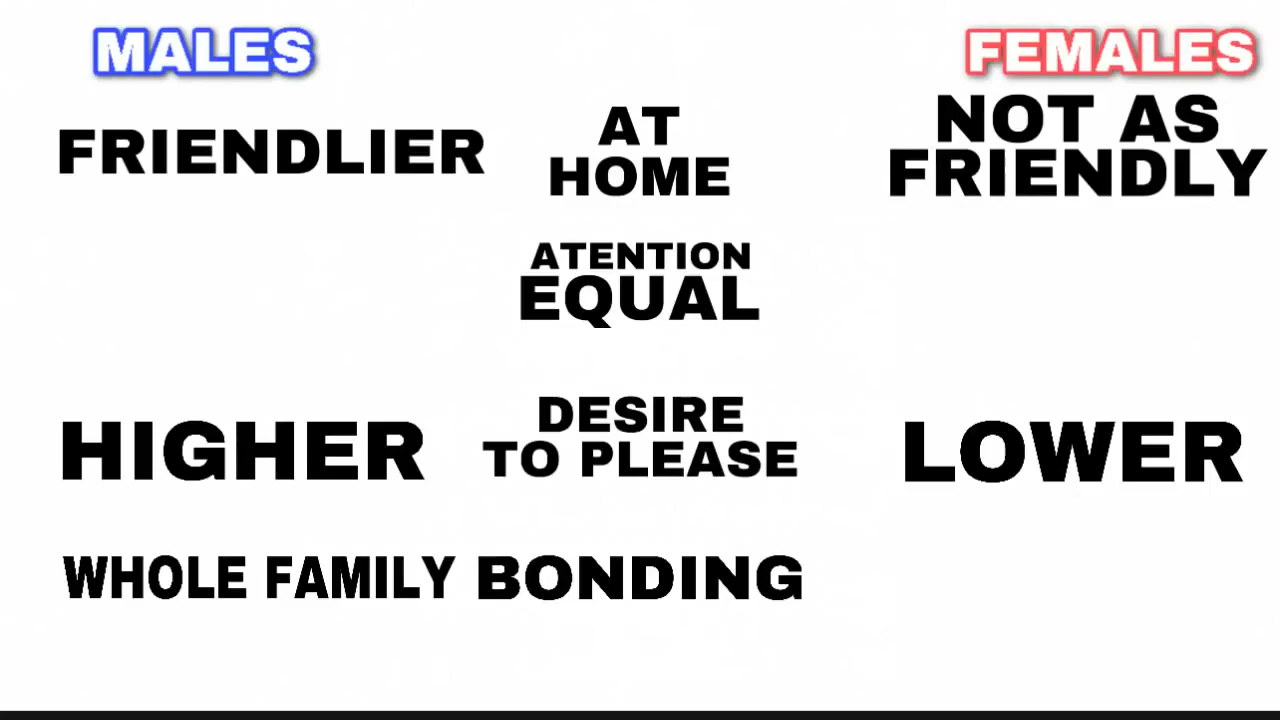 MALES
FEMALES
FRIENDLIER
AT
HOME
NOT AS
FRIENDLY
ATENTION
EQUAL
HIGHER
DESIRE
TO PLEASE
LOWER
WHOLE FAMILY BONDING